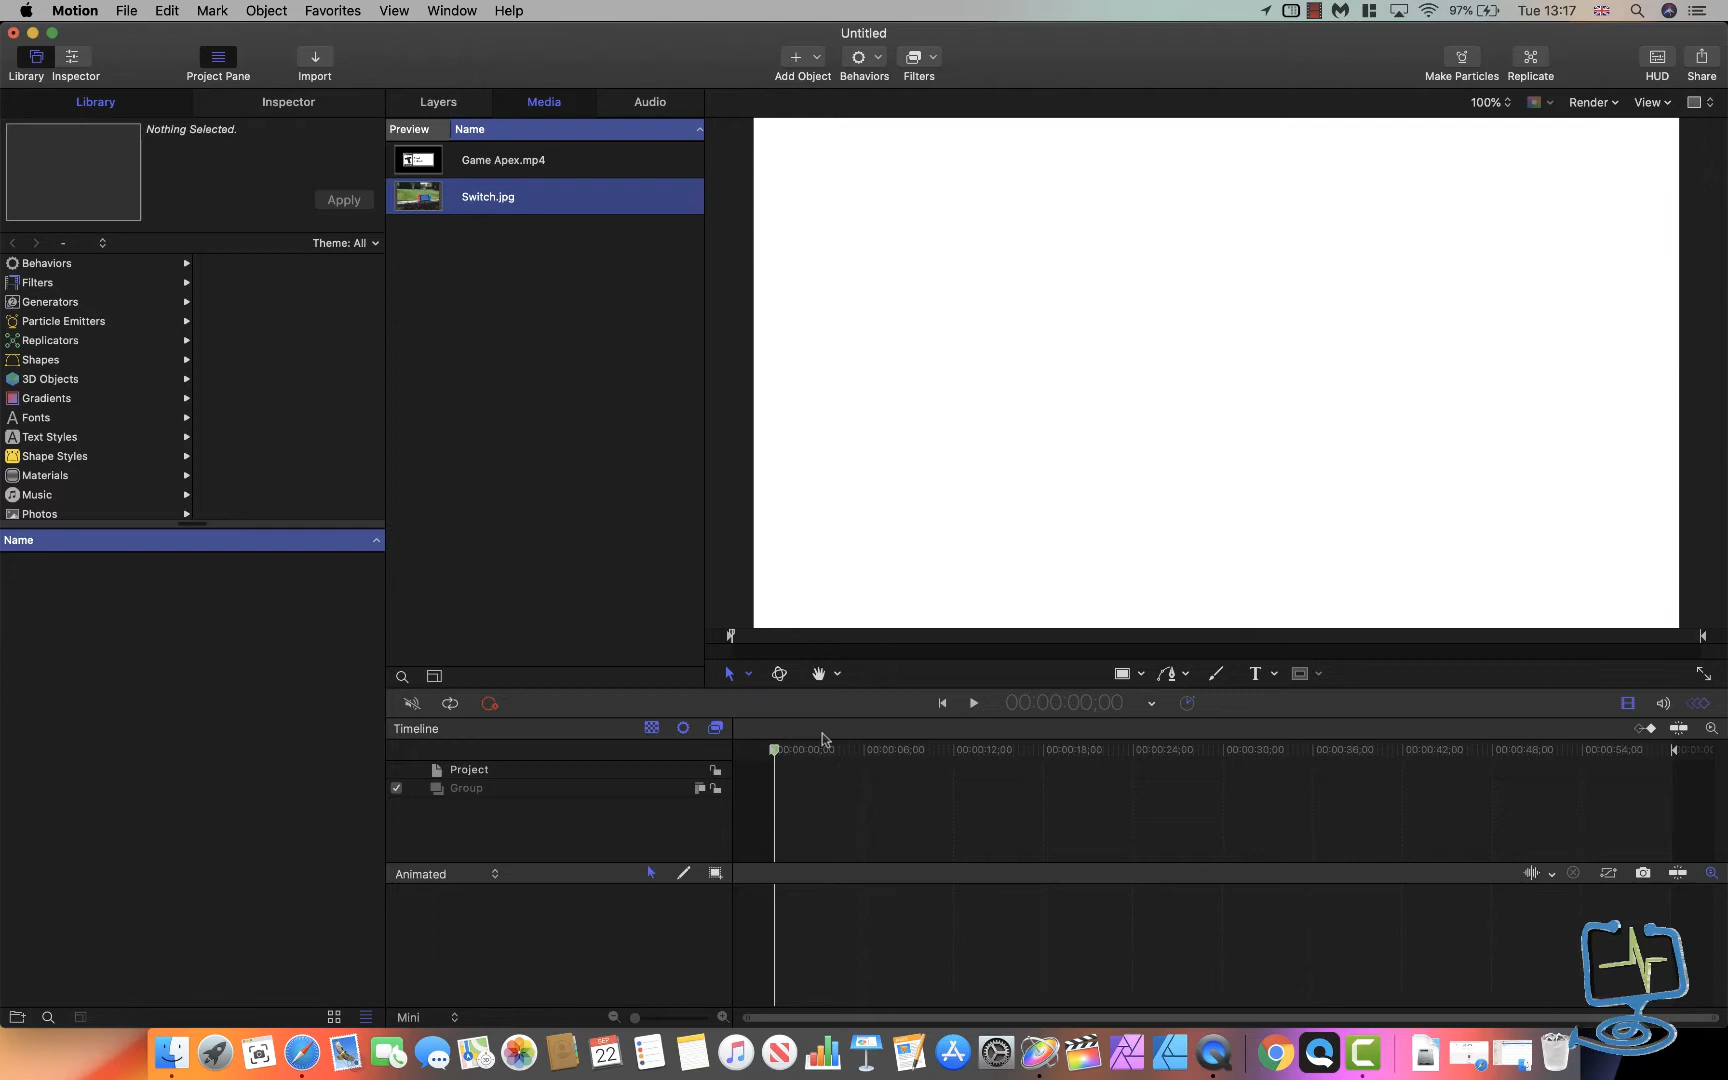 Motion File Edit Mark Object Favorites View Window Help 97% Tue 13:17
Untitled
Library Inspector Project Pane Import Add Object Behaviors Filters Make Particles Replicate HUD Share
Library Inspector Layers Media Audio 100% Render View
Nothing Selected.
Apply
Preview Name
Game Apex.mp4
Switch.jpg
- Theme: All
Behaviors
Filters
Generators
Particle Emitters
Replicators
Shapes
3D Objects
Gradients
Fonts
Text Styles
Shape Styles
Materials
Music
Photos
Name
T
00:00:00;00
Timeline
00:00:00;00 00:00:06;00 00:00:12;00 00:00:18;00 00:00:24;00 00:00:30;00 00:00:36;00 00:00:42;00 00:00:48;00 00:00:54;00
Project
Group
Animated
Mini
SEP
22